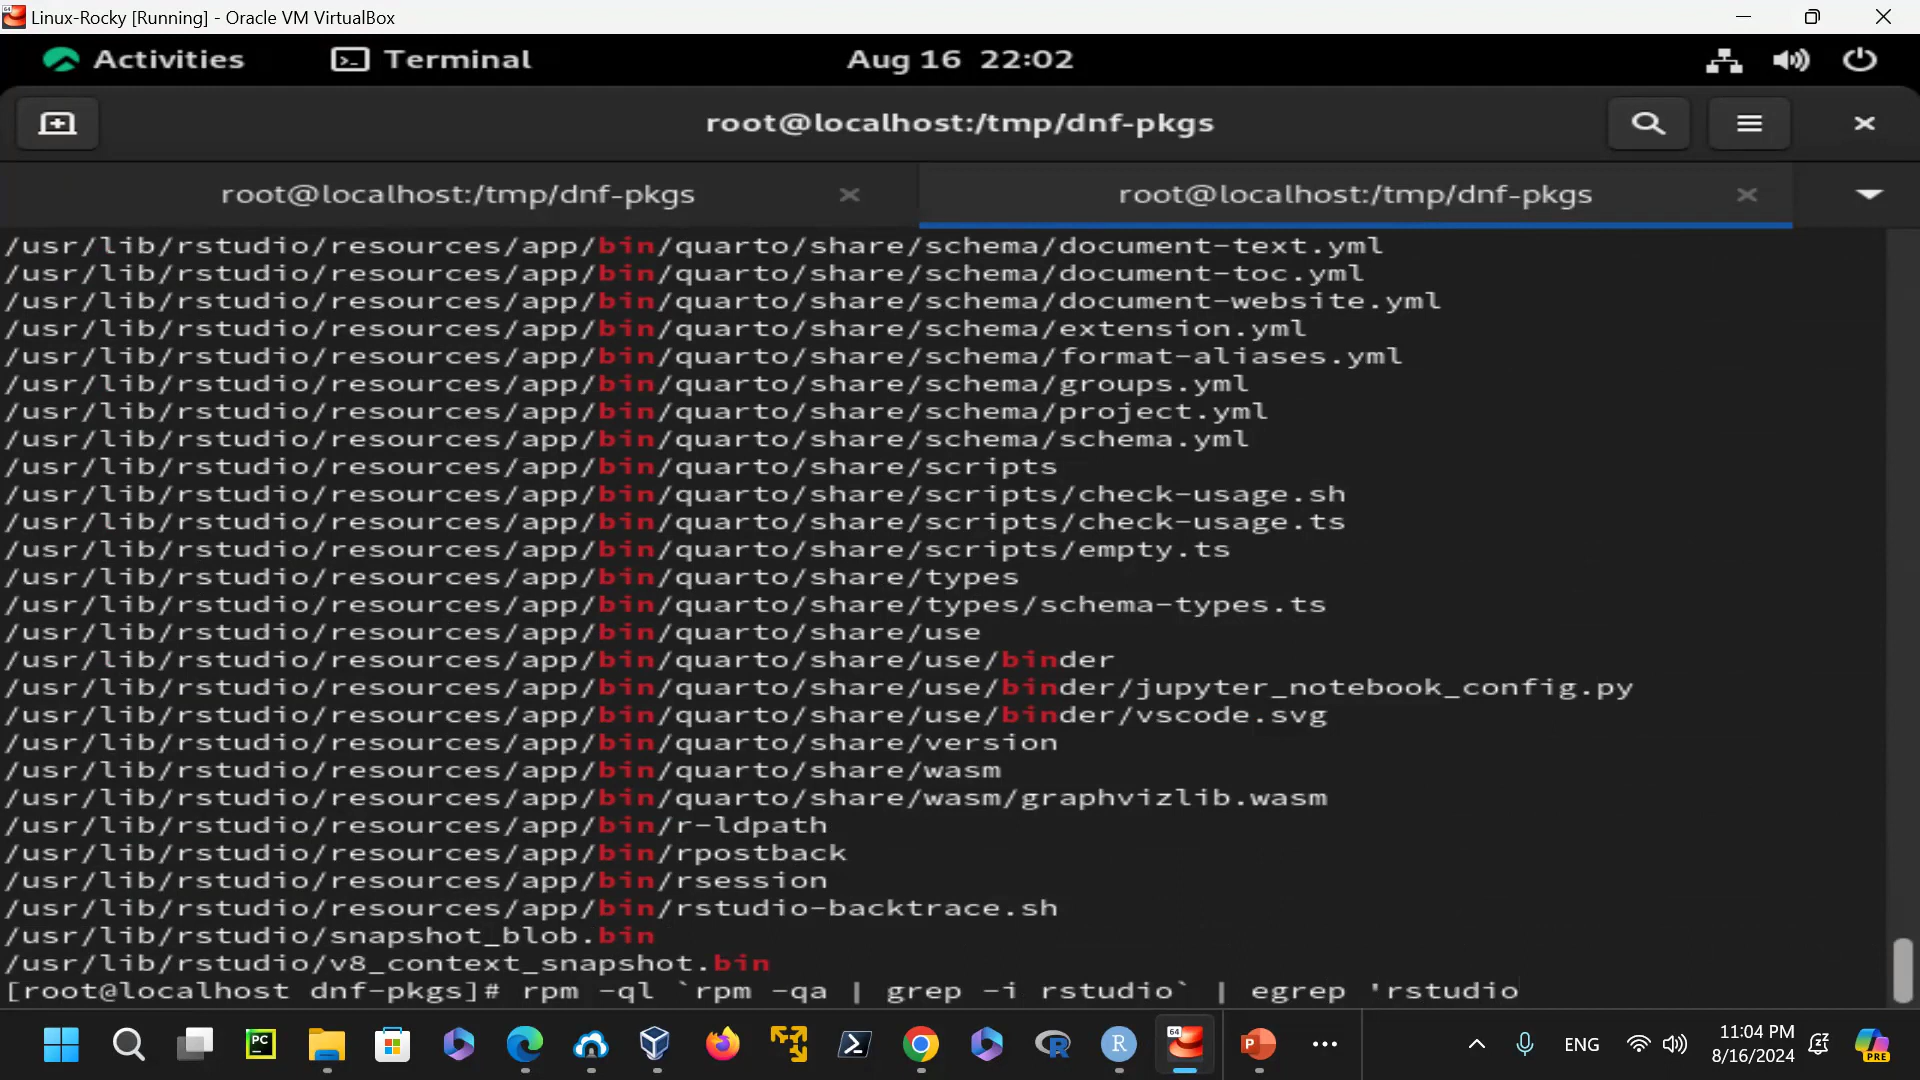 Linux-Rocky [Running] - Oracle VM VirtualBox
Activities
Terminal
Aug 16 22:02
root@localhost:/tmp/dnf-pkgs
root@localhost:/tmp/dnf-pkgs
root@localhost:/tmp/dnf-pkgs
/usr/lib/rstudio/resources/app/bin/quarto/share/schema/document-text.yml
/usr/lib/rstudio/resources/app/bin/quarto/share/schema/document-toc.yml
/usr/lib/rstudio/resources/app/bin/quarto/share/schema/document-website.yml
/usr/lib/rstudio/resources/app/bin/quarto/share/schema/extension.yml
/usr/lib/rstudio/resources/app/bin/quarto/share/schema/format-aliases.yml
/usr/lib/rstudio/resources/app/bin/quarto/share/schema/groups.yml
/usr/lib/rstudio/resources/app/bin/quarto/share/schema/project.yml
/usr/lib/rstudio/resources/app/bin/quarto/share/schema/schema.yml
/usr/lib/rstudio/resources/app/bin/quarto/share/scripts
/usr/lib/rstudio/resources/app/bin/quarto/share/scripts/check-usage.sh
/usr/lib/rstudio/resources/app/bin/quarto/share/scripts/check-usage.ts
/usr/lib/rstudio/resources/app/bin/quarto/share/scripts/empty.ts
/usr/lib/rstudio/resources/app/bin/quarto/share/types
/usr/lib/rstudio/resources/app/bin/quarto/share/types/schema-types.ts
/usr/lib/rstudio/resources/app/bin/quarto/share/use
/usr/lib/rstudio/resources/app/bin/quarto/share/use/binder
/usr/lib/rstudio/resources/app/bin/quarto/share/use/binder/jupyter_notebook_config.py
/usr/lib/rstudio/resources/app/bin/quarto/share/use/binder/vscode.svg
/usr/lib/rstudio/resources/app/bin/quarto/share/version
/usr/lib/rstudio/resources/app/bin/quarto/share/wasm
/usr/lib/rstudio/resources/app/bin/quarto/share/wasm/graphvizlib.wasm
/usr/lib/rstudio/resources/app/bin/r-ldpath
/usr/lib/rstudio/resources/app/bin/rpostback
/usr/lib/rstudio/resources/app/bin/rsession
/usr/lib/rstudio/resources/app/bin/rstudio-backtrace.sh
/usr/lib/rstudio/snapshot_blob.bin
/usr/lib/rstudio/v8_context_snapshot.bin
[root@localhost dnf-pkgs]# rpm -ql `rpm -qa | grep -i rstudio` | egrep 'rstudio
PC
R
R
64
P
ENG
11:04 PM
8/16/2024
PRE